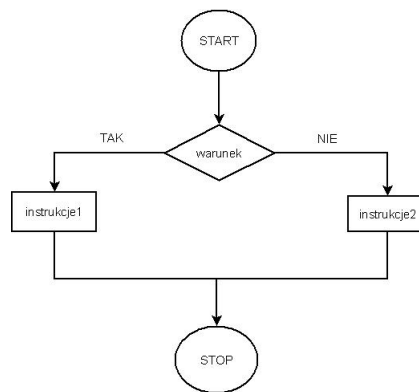 START
TAK
NIE
warunek
instrukcje1
instrukcje2
STOP